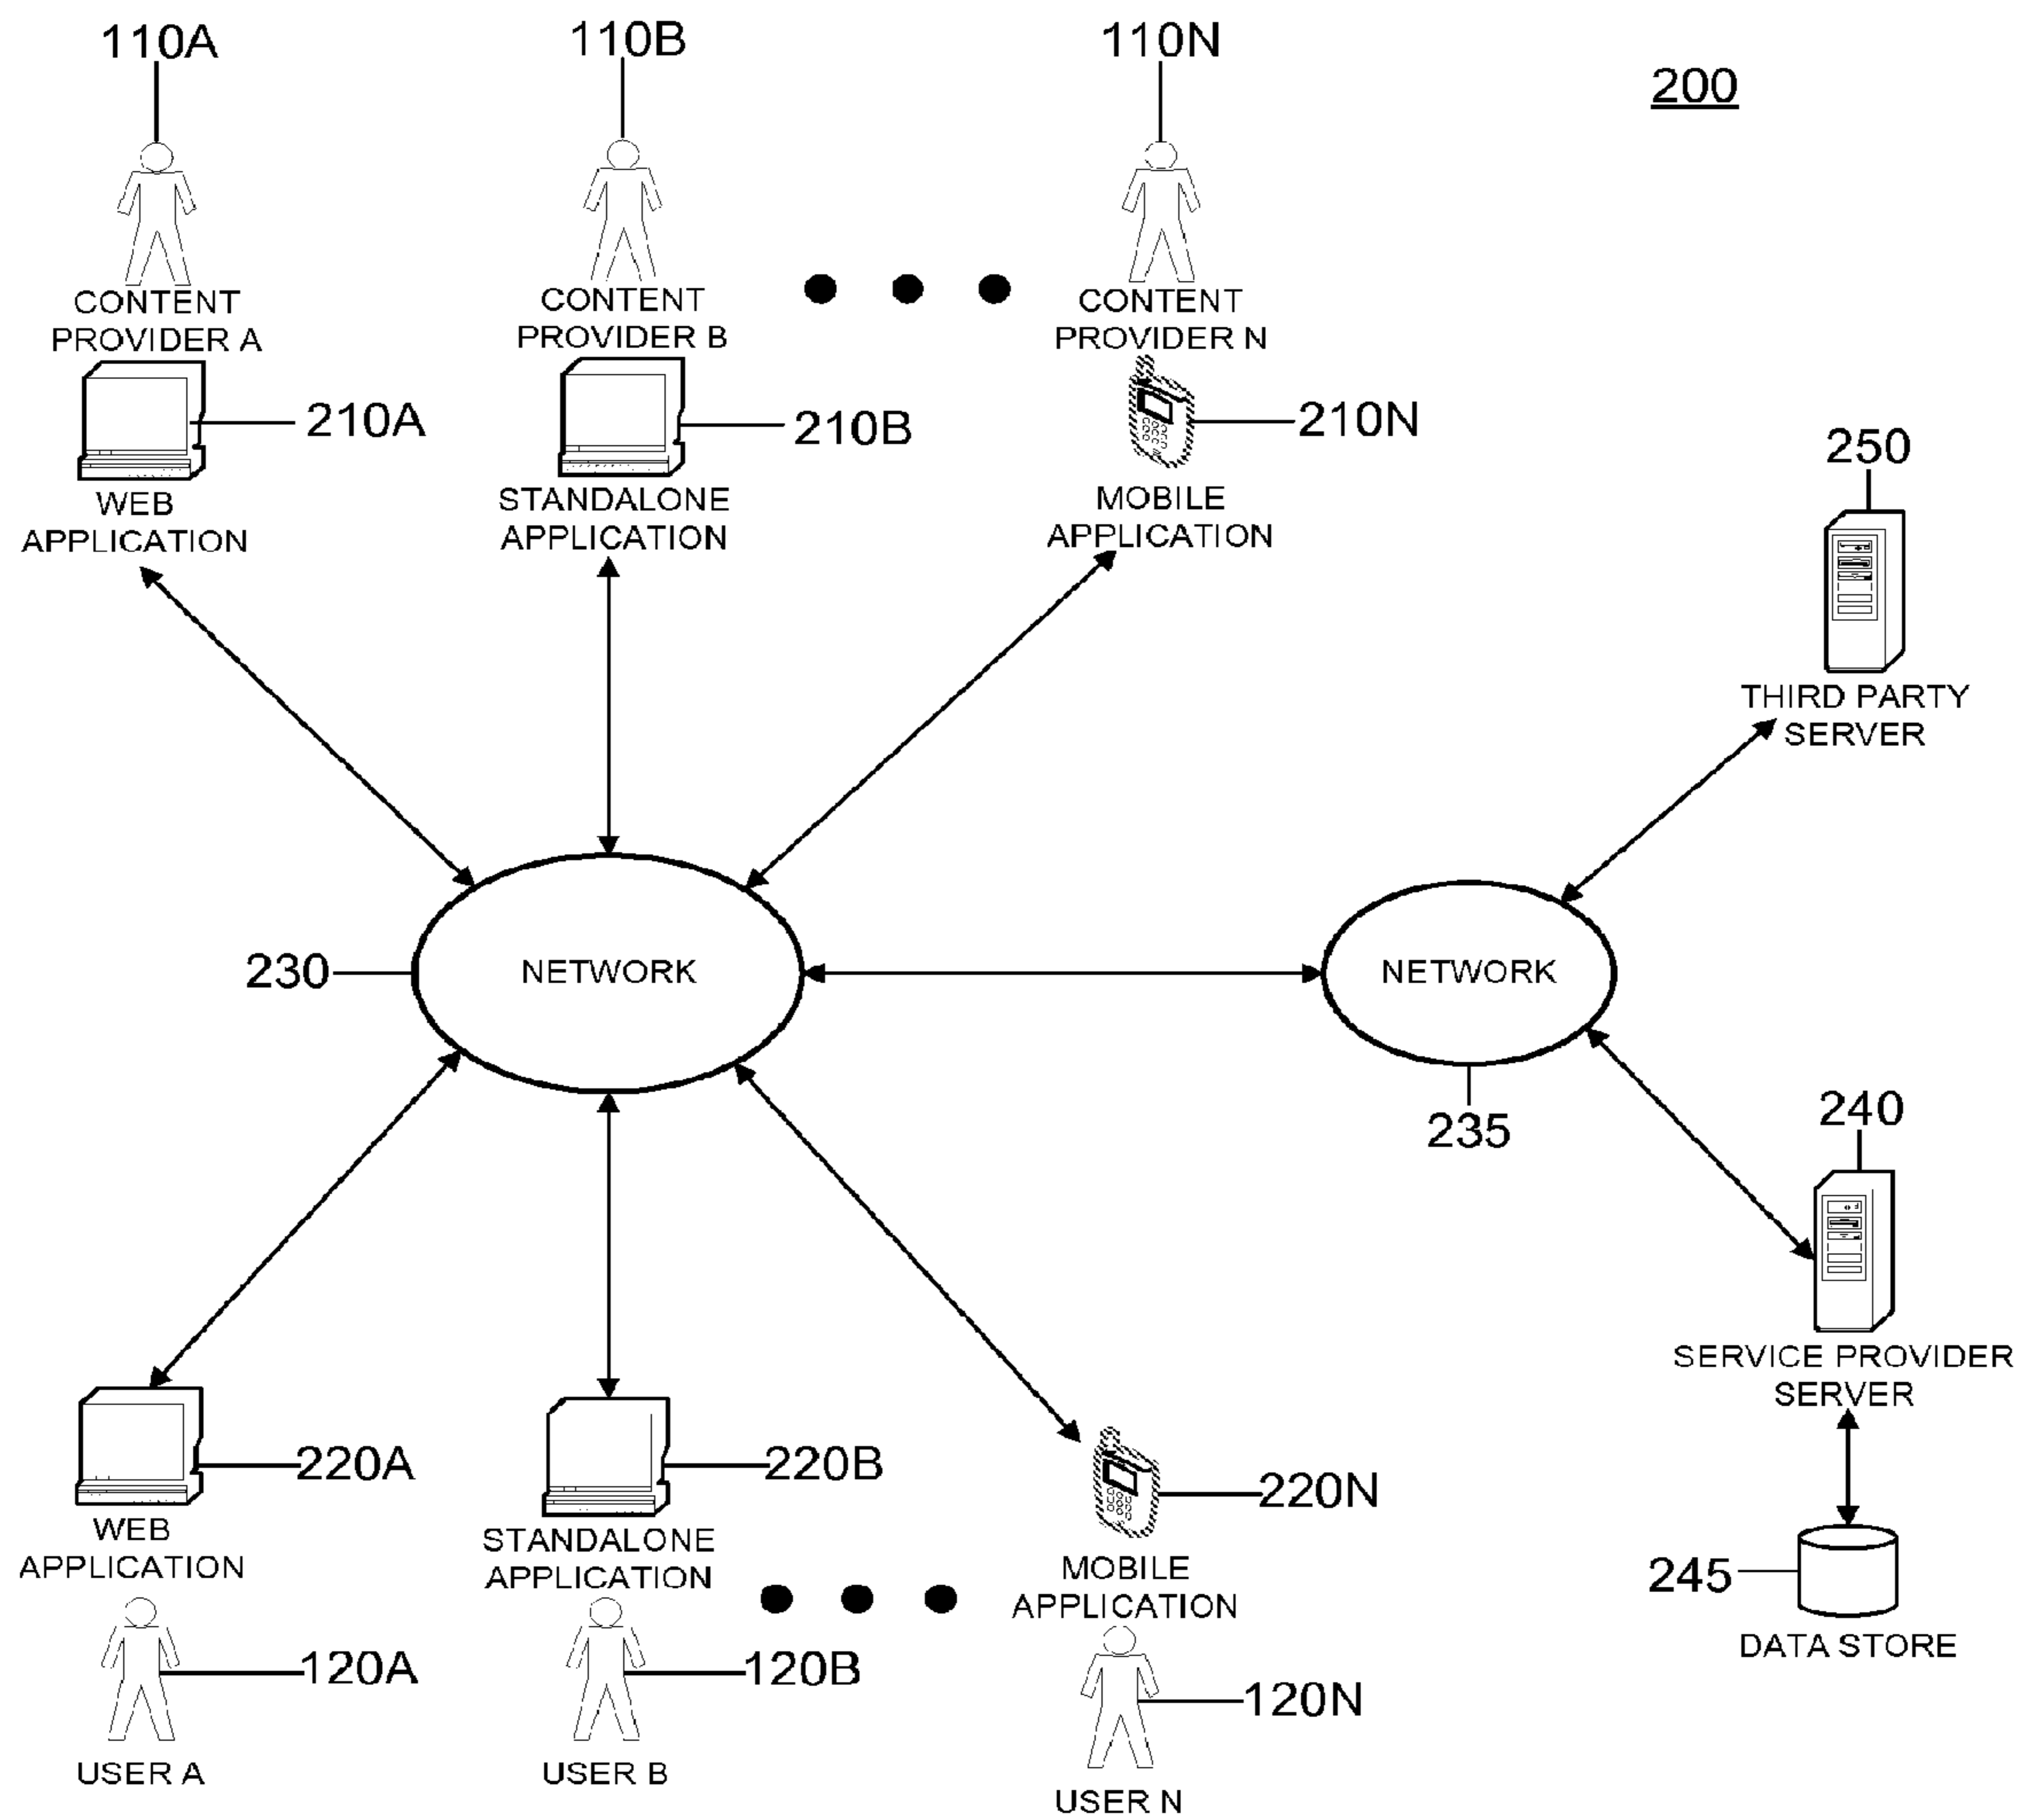 110A
110B
110N
200
CONTENT
PROVIDER A
CONTENT
PROVIDER B
CONTENT
PROVIDER N
210A
210B
210N
WEB
APPLICATION
STANDALONE
APPLICATION
MOBILE
APPLICATION
250
THIRD PARTY
SERVER
230
NETWORK
NETWORK
235
240
SERVICE PROVIDER
SERVER
220A
220B
220N
WEB
APPLICATION
STANDALONE
APPLICATION
MOBILE
APPLICATION
245
DATA STORE
120A
120B
120N
USER A
USER B
USER N